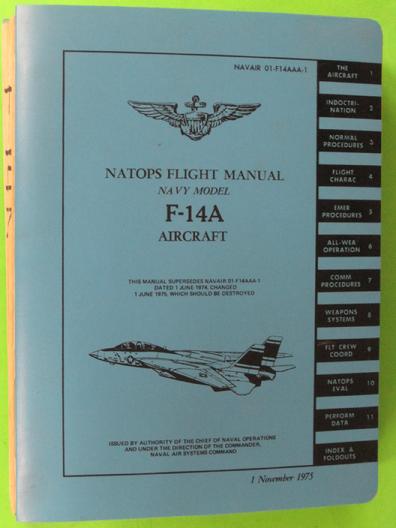 NAVAIR 01-F14AAA-1
NATOPS FLIGHT MANUAL
NAVY MODEL
F-14A
AIRCRAFT
THIS MANUAL SUPERSEDES NAVAIR 01-F14AAA-1
DATED 1 JUNE 1974, CHANGED
1 JUNE 1975, WHICH SHOULD BE DESTROYED
ISSUED BY AUTHORITY OF THE CHIEF OF NAVAL OPERATIONS
AND UNDER THE DIRECTION OF THE COMMANDER,
NAVAL AIR SYSTEMS COMMAND
1 November 1975
THE
AIRCRAFT 1
INDOCTRI-
NATION 2
NORMAL
PROCEDURES 3
FLIGHT
CHARAC 4
EMER
PROCEDURES 5
ALL-WEA
OPERATION 6
COMM
PROCEDURES 7
WEAPONS
SYSTEMS 8
FLT CREW
COORD 9
NATOPS
EVAL 10
PERFORM
DATA 11
INDEX &
FOLDOUTS